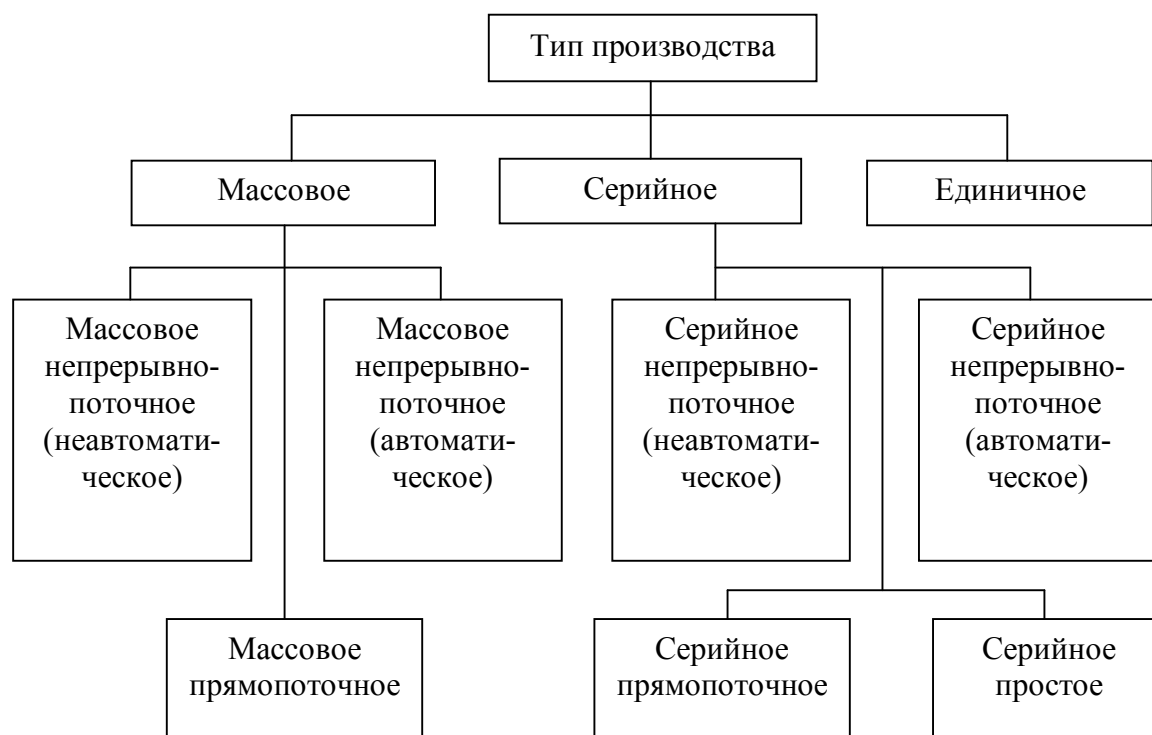 Тип производства
Массовое
Серийное
Единичное
Массовое
непрерывно-
поточное
(неавтомати-
ческое)
Массовое
непрерывно-
поточное
(автомати-
ческое)
Серийное
непрерывно-
поточное
(неавтомати-
ческое)
Серийное
непрерывно-
поточное
(автомати-
ческое)
Массовое
прямопоточное
Серийное
прямопоточное
Серийное
простое